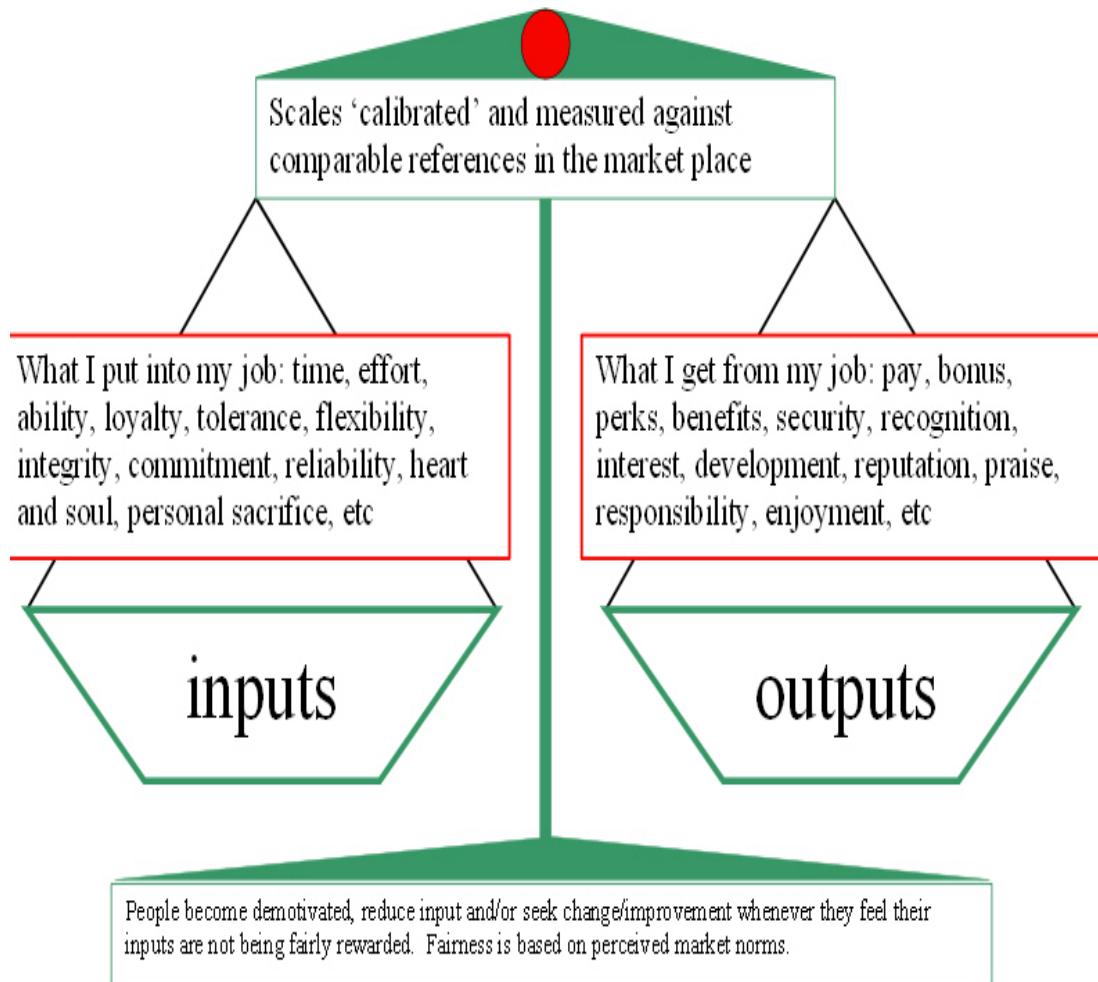 Scales ‘calibrated’ and measured against
comparable references in the market place
What I put into my job: time, effort,
ability, loyalty, tolerance, flexibility,
integrity, commitment, reliability, heart
and soul, personal sacrifice, etc
What I get from my job: pay, bonus,
perks, benefits, security, recognition,
interest, development, reputation, praise,
responsibility, enjoyment, etc
inputs
outputs
People become demotivated, reduce input and/or seek change/improvement whenever they feel their
inputs are not being fairly rewarded.  Fairness is based on perceived market norms.